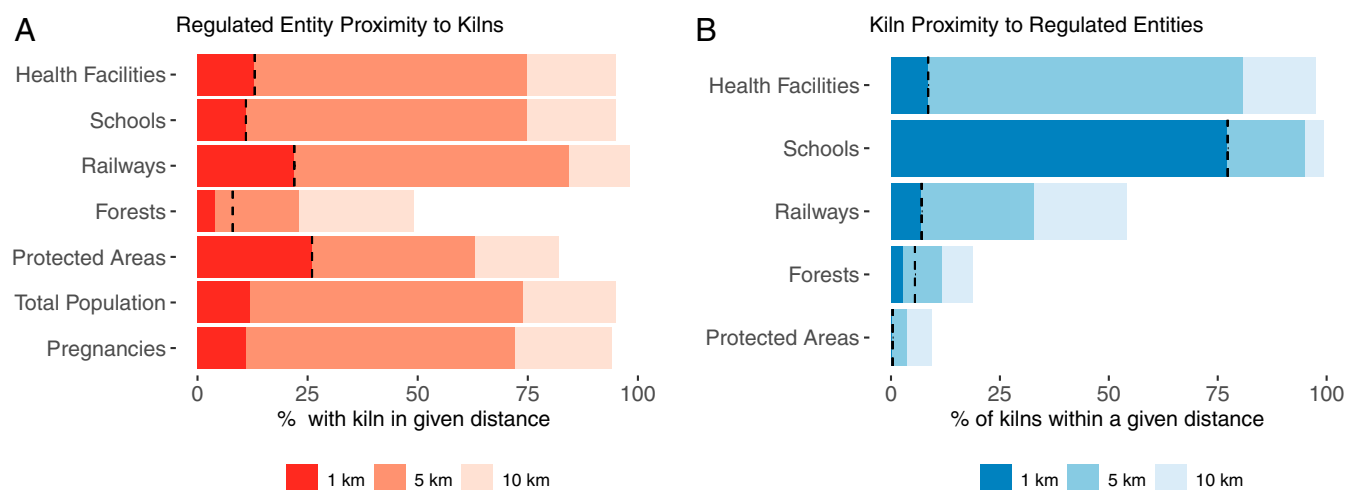 A
Regulated Entity Proximity to Kilns
Health Facilities
Schools
Railways
Forests
Protected Areas
Total Population
Pregnancies
0 25 50 75 100
% with kiln in given distance
1 km 5 km 10 km
B
Kiln Proximity to Regulated Entities
Health Facilities
Schools
Railways
Forests
Protected Areas
0 25 50 75 100
% of kilns within a given distance
1 km 5 km 10 km